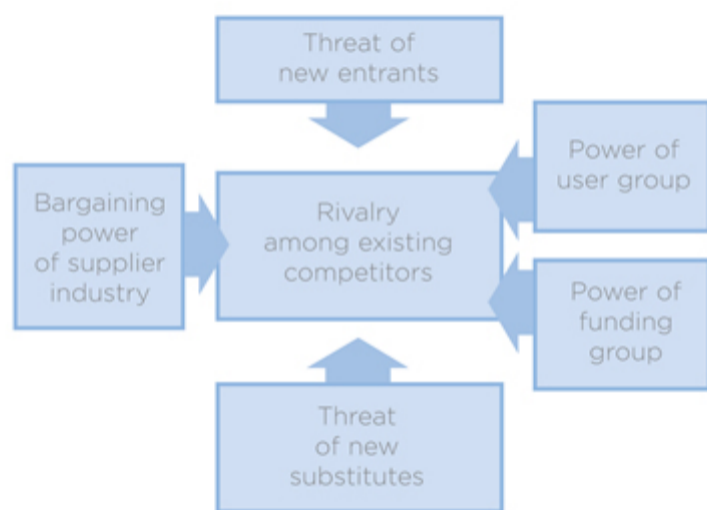 Threat of
new entrants
Bargaining
power
of supplier
industry
Rivalry
among existing
competitors
Power of
user group
Power of
funding
group
Threat
of new
substitutes